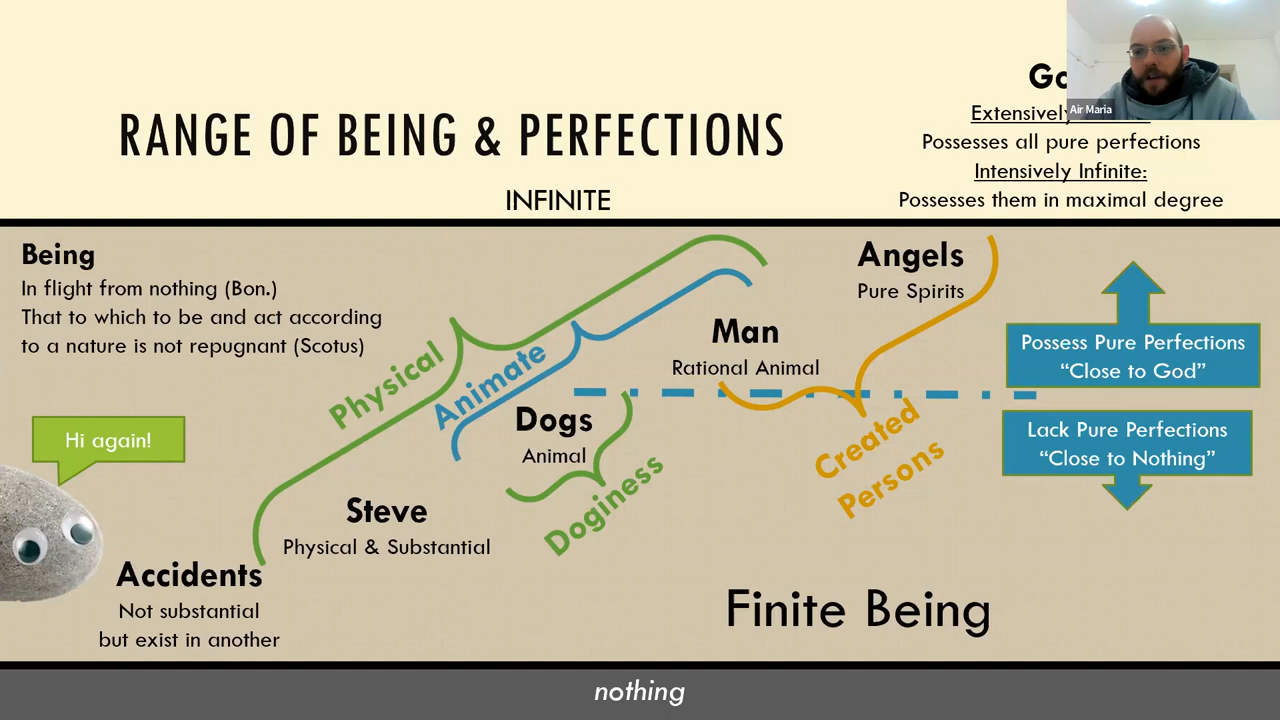 Go
Air Maria
Extensively
RANGE OF BEING & PERFECTIONS
Possesses all pure perfections
Intensively Infinite:
INFINITE
Possesses them in maximal degree
Being
In flight from nothing (Bon.)
That to which to be and act according
to a nature is not repugnant (Scotus)
Angels
Pure Spirits
Man
Rational Animal
Physical
Animate
Possess Pure Perfections
“Close to God”
Dogs
Animal
Doginess
Created
Persons
Lack Pure Perfections
“Close to Nothing”
Hi again!
Steve
Physical & Substantial
Accidents
Not substantial
but exist in another
Finite Being
nothing